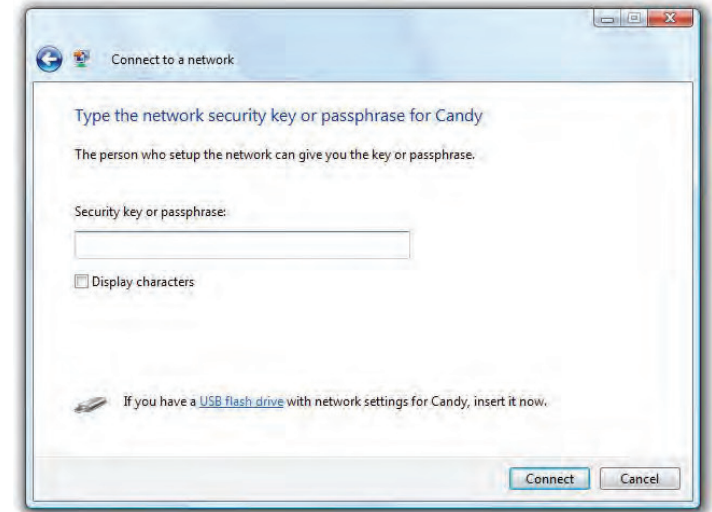 Connect to a network
Type the network security key or passphrase for Candy
The person who setup the network can give you the key or passphrase.
Security key or passphrase:
Display characters
If you have a USB flash drive with network settings for Candy, insert it now.
Connect Cancel